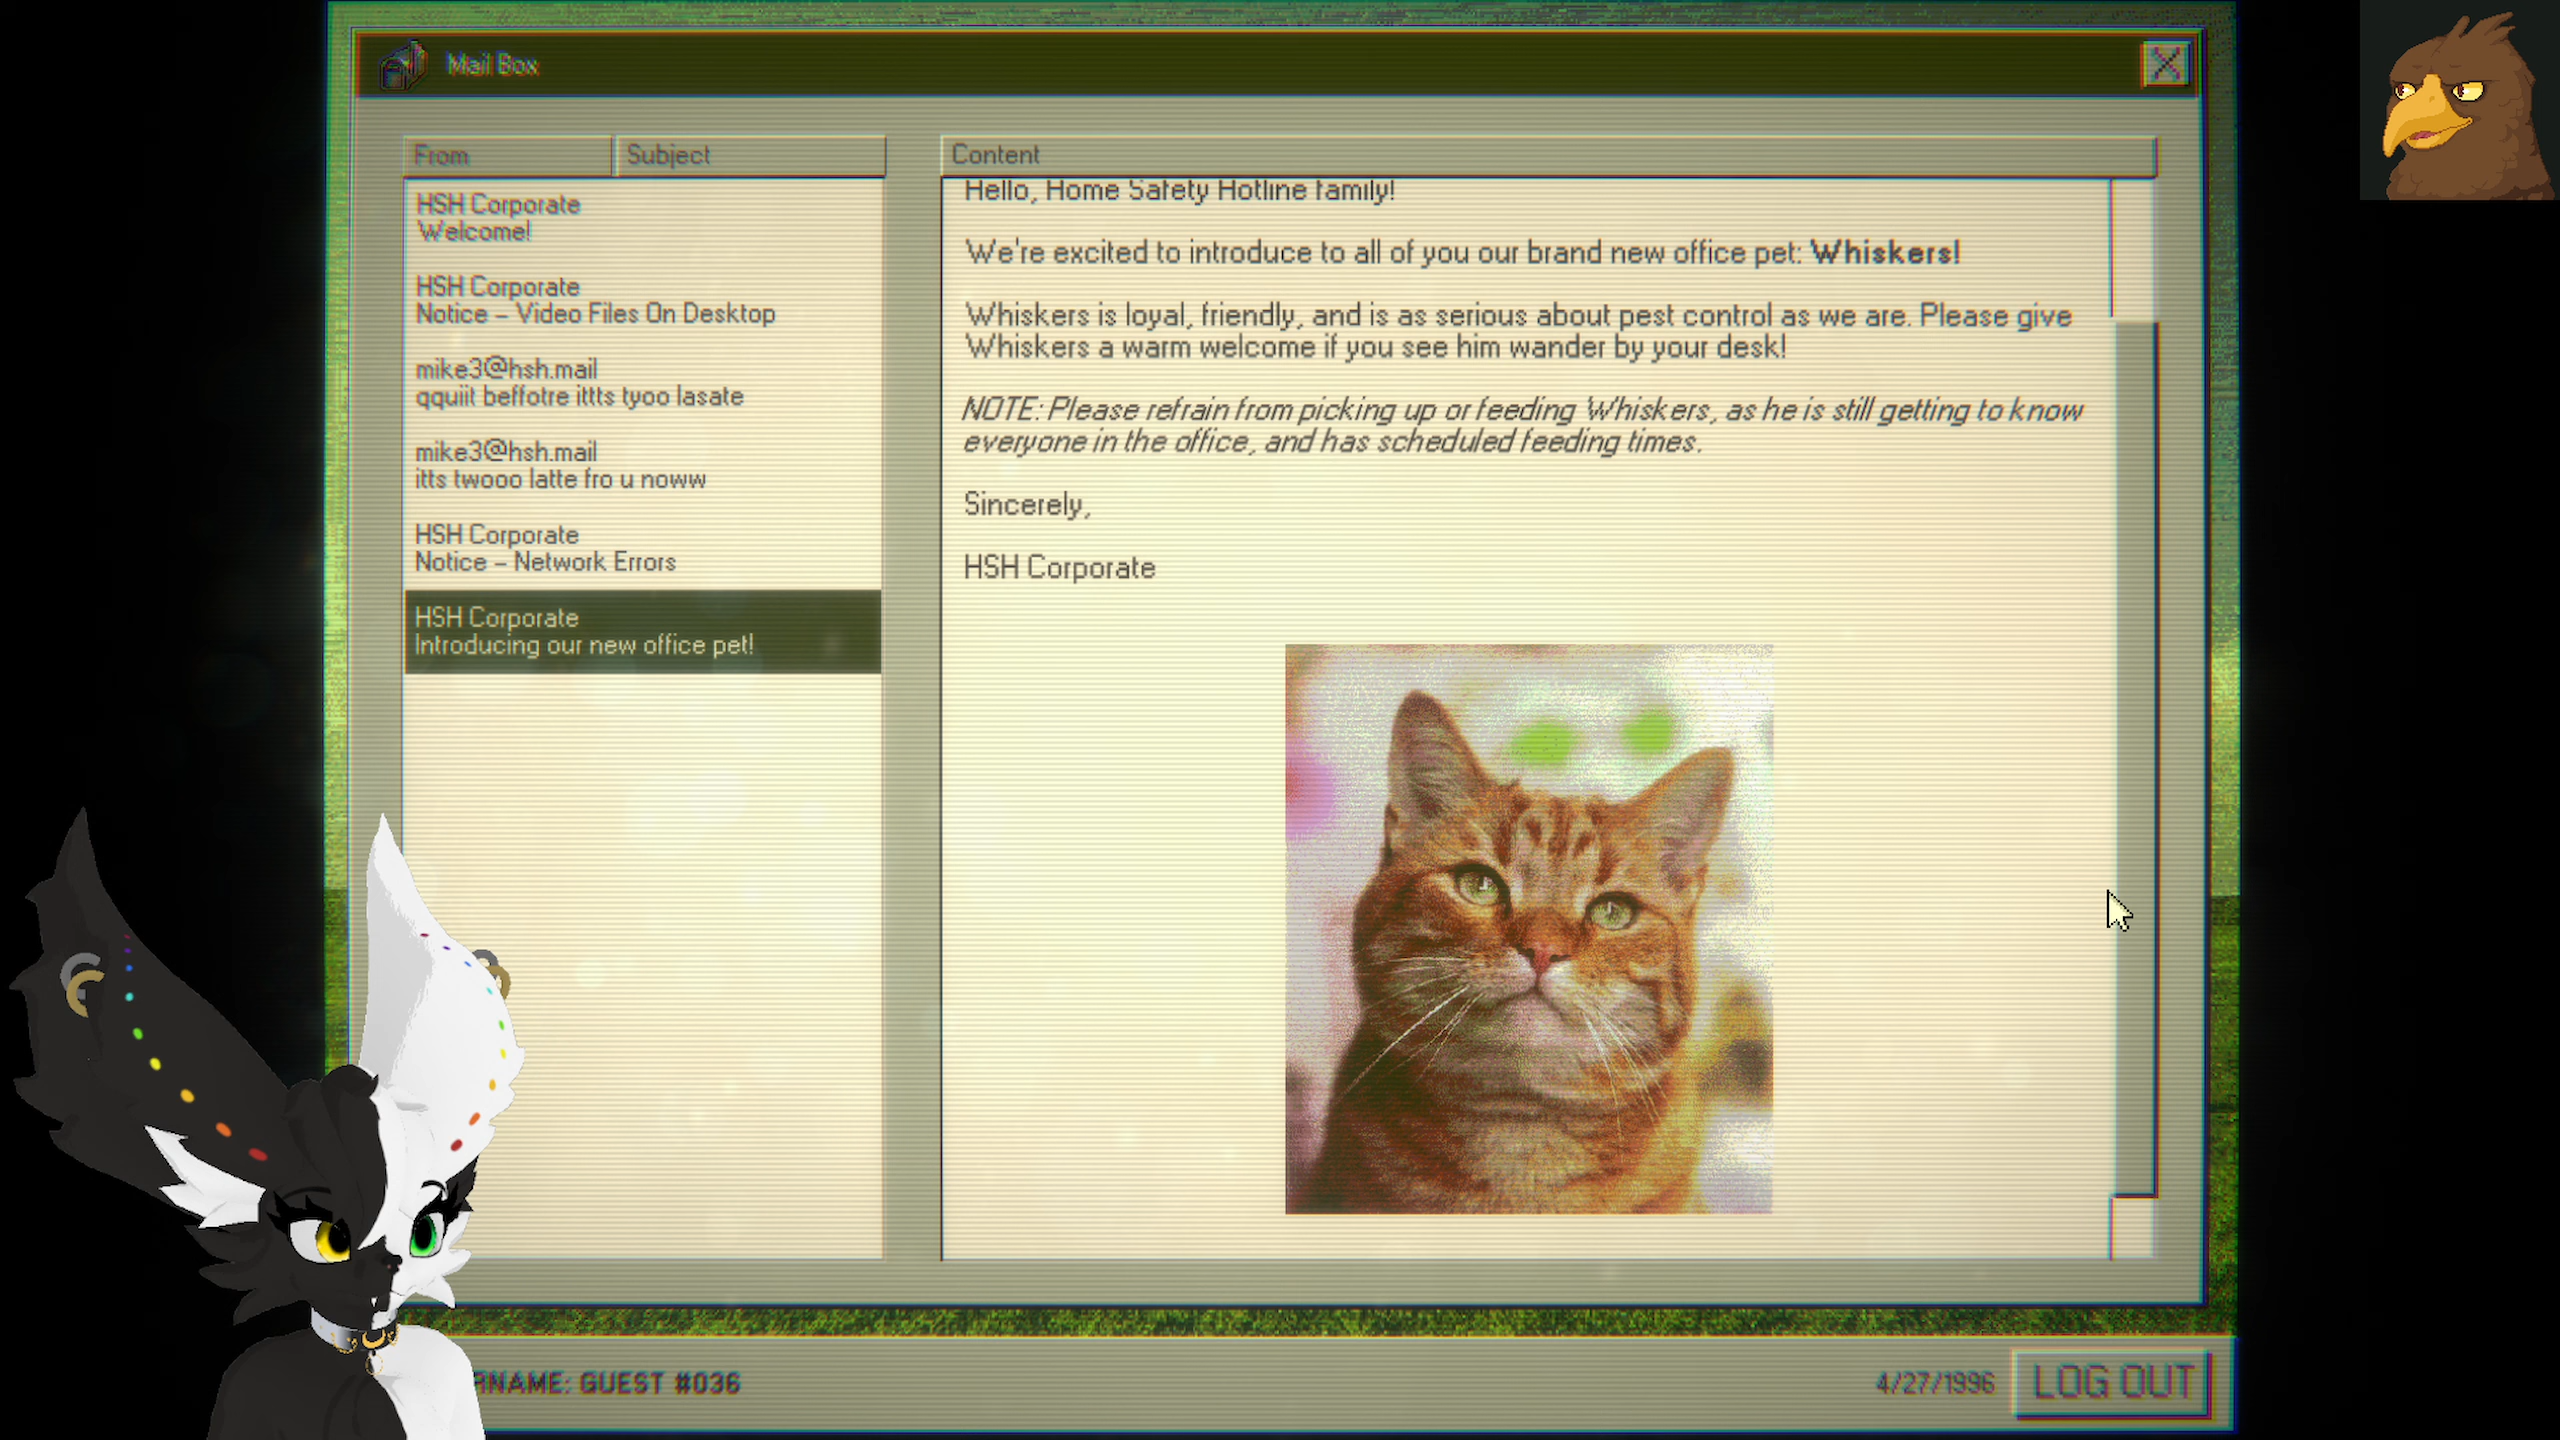 Mail Box
From
Subject
HSH Corporate
Welcome!
HSH Corporate
Notice – Video Files On Desktop
mike3@hsh.mail
qquiit beffotre ittts tyoo lasate
mike3@hsh.mail
itts twooo latte fro u noww
HSH Corporate
Notice – Network Errors
HSH Corporate
Introducing our new office pet!
Content
Hello, Home Safety Hotline family!
We're excited to introduce to all of you our brand new office pet: Whiskers!
Whiskers is loyal, friendly, and is as serious about pest control as we are. Please give
Whiskers a warm welcome if you see him wander by your desk!
NOTE: Please refrain from picking up or feeding Whiskers, as he is still getting to know
everyone in the office, and has scheduled feeding times.
Sincerely,
HSH Corporate
RNAME: GUEST #036
4/27/1996
LOG OUT